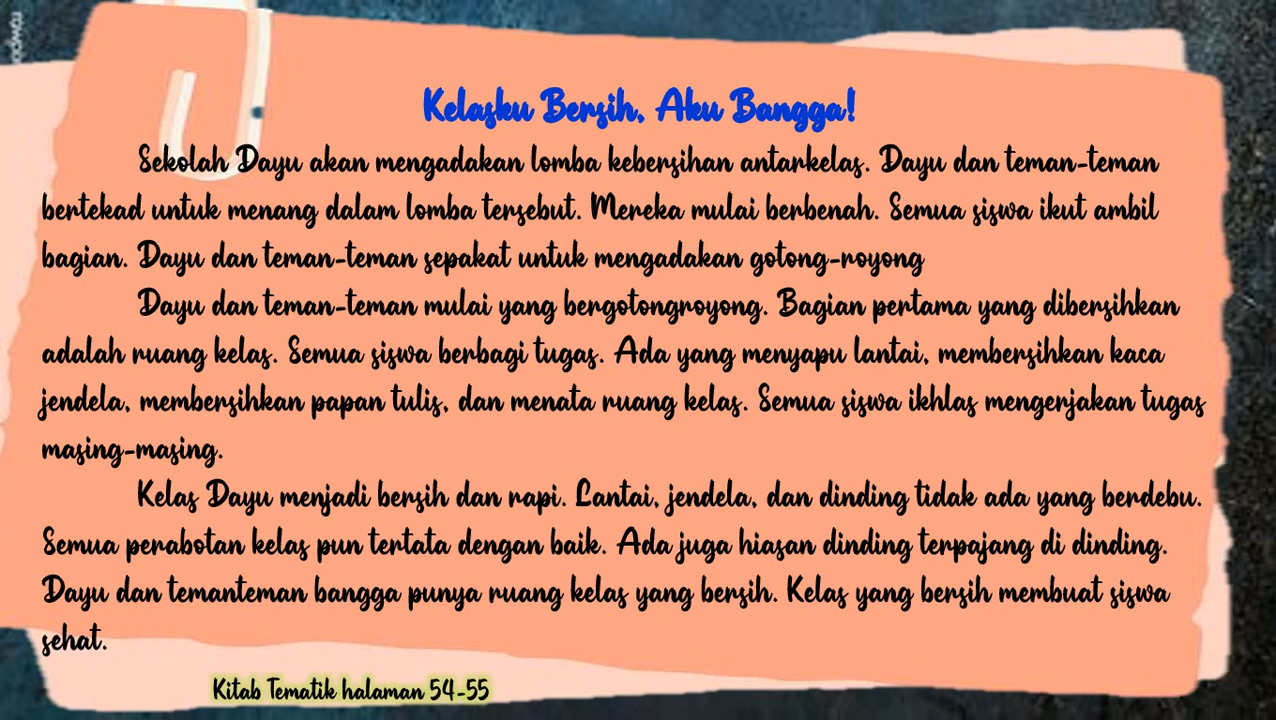 Kelasku Bersih, Aku Bangga!
Sekolah Dayu akan mengadakan lomba kebersihan antarkelas. Dayu dan teman-teman
bertekad untuk menang dalam lomba tersebut. Mereka mulai berbenah. Semua siswa ikut ambil
bagian. Dayu dan teman-teman sepakat untuk mengadakan gotong-royong
Dayu dan teman-teman mulai yang bergotongroyong. Bagian pertama yang dibersihkan
adalah ruang kelas. Semua siswa berbagi tugas. Ada yang menyapu lantai, membersihkan kaca
jendela, membersihkan papan tulis, dan menata ruang kelas. Semua siswa ikhlas mengerjakan tugas
masing-masing.
Kelas Dayu menjadi bersih dan rapi. Lantai, jendela, dan dinding tidak ada yang berdebu.
Semua perabotan kelas pun tertata dengan baik. Ada juga hiasan dinding terpajang di dinding.
Dayu dan temanteman bangga punya ruang kelas yang bersih. Kelas yang bersih membuat siswa
sehat.
Kitab Tematik halaman 54-55